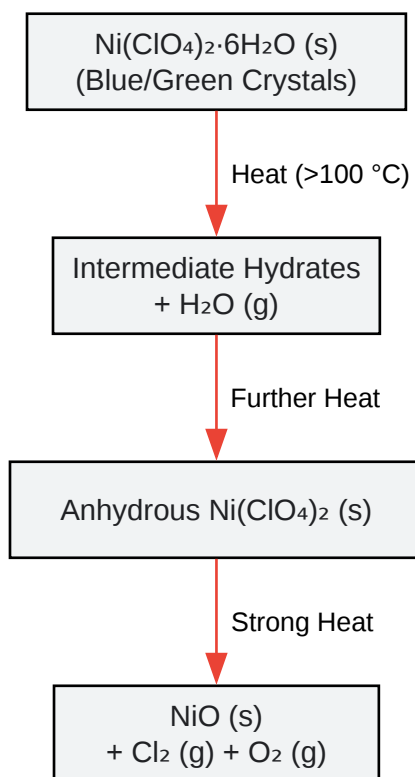 Ni(ClO₄)₂·6H₂O (s)
(Blue/Green Crystals)
Heat (>100 °C)
Intermediate Hydrates
+ H₂O (g)
Further Heat
Anhydrous Ni(ClO₄)₂ (s)
Strong Heat
NiO (s)
+ Cl₂ (g) + O₂ (g)